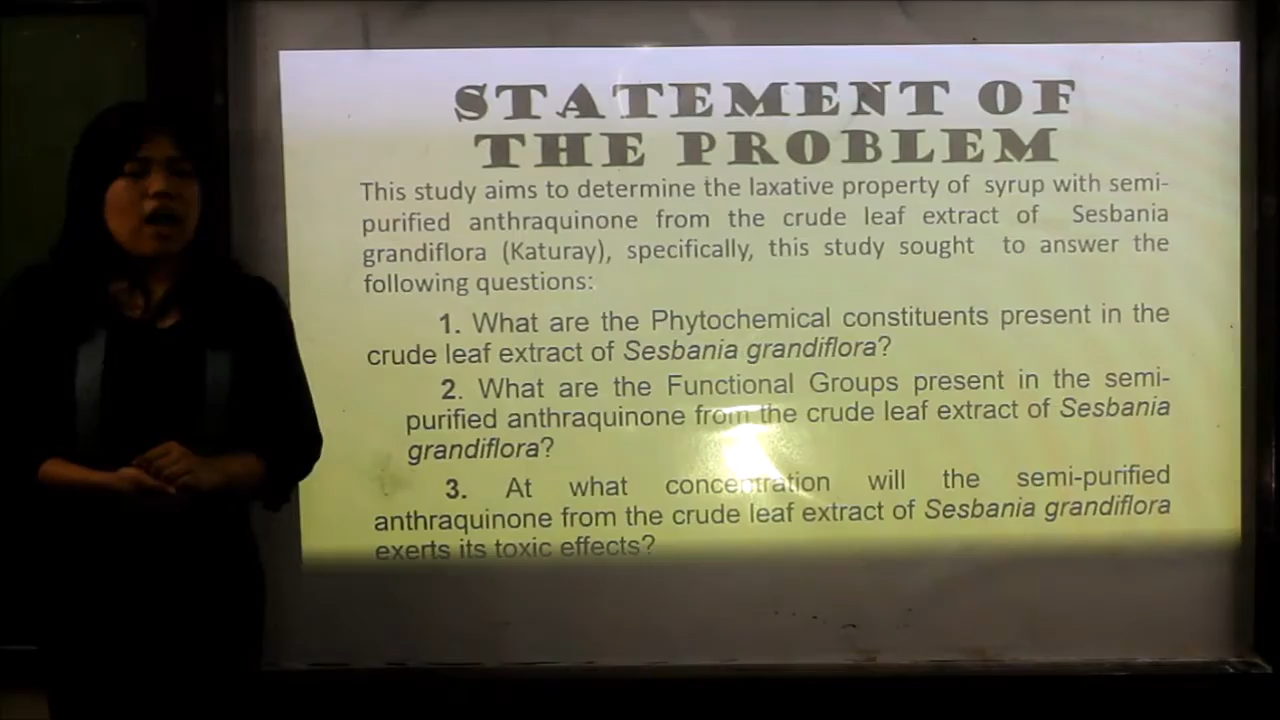 STATEMENT OF
THE PROBLEM
This study aims to determine the laxative property of syrup with semi-
purified anthraquinone from the crude leaf extract of Sesbania
grandiflora (Katuray), specifically, this study sought to answer the
following questions:
1. What are the Phytochemical constituents present in the
crude leaf extract of Sesbania grandiflora?
2. What are the Functional Groups present in the semi-
purified anthraquinone from the crude leaf extract of Sesbania
grandiflora?
3. At what concentration will the semi-purified
anthraquinone from the crude leaf extract of Sesbania grandiflora
exerts its toxic effects?